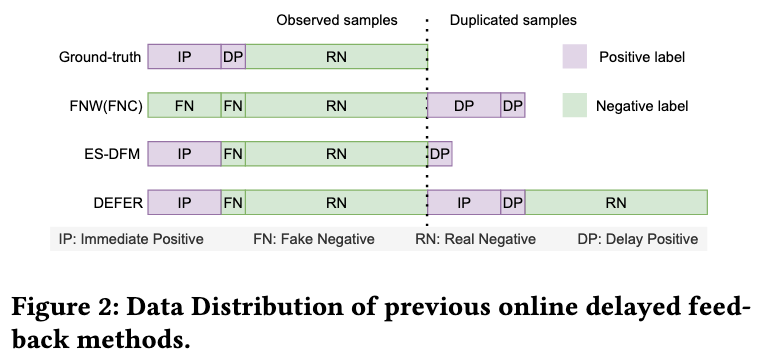 Observed samples Duplicated samples
Ground-truth IP DP RN Positive label
FNW(FNC) FN FN RN DP DP Negative label
ES-DFM IP FN RN DP
DEFER IP FN RN IP DP RN
IP: Immediate Positive FN: Fake Negative RN: Real Negative DP: Delay Positive
Figure 2: Data Distribution of previous online delayed feed-
back methods.